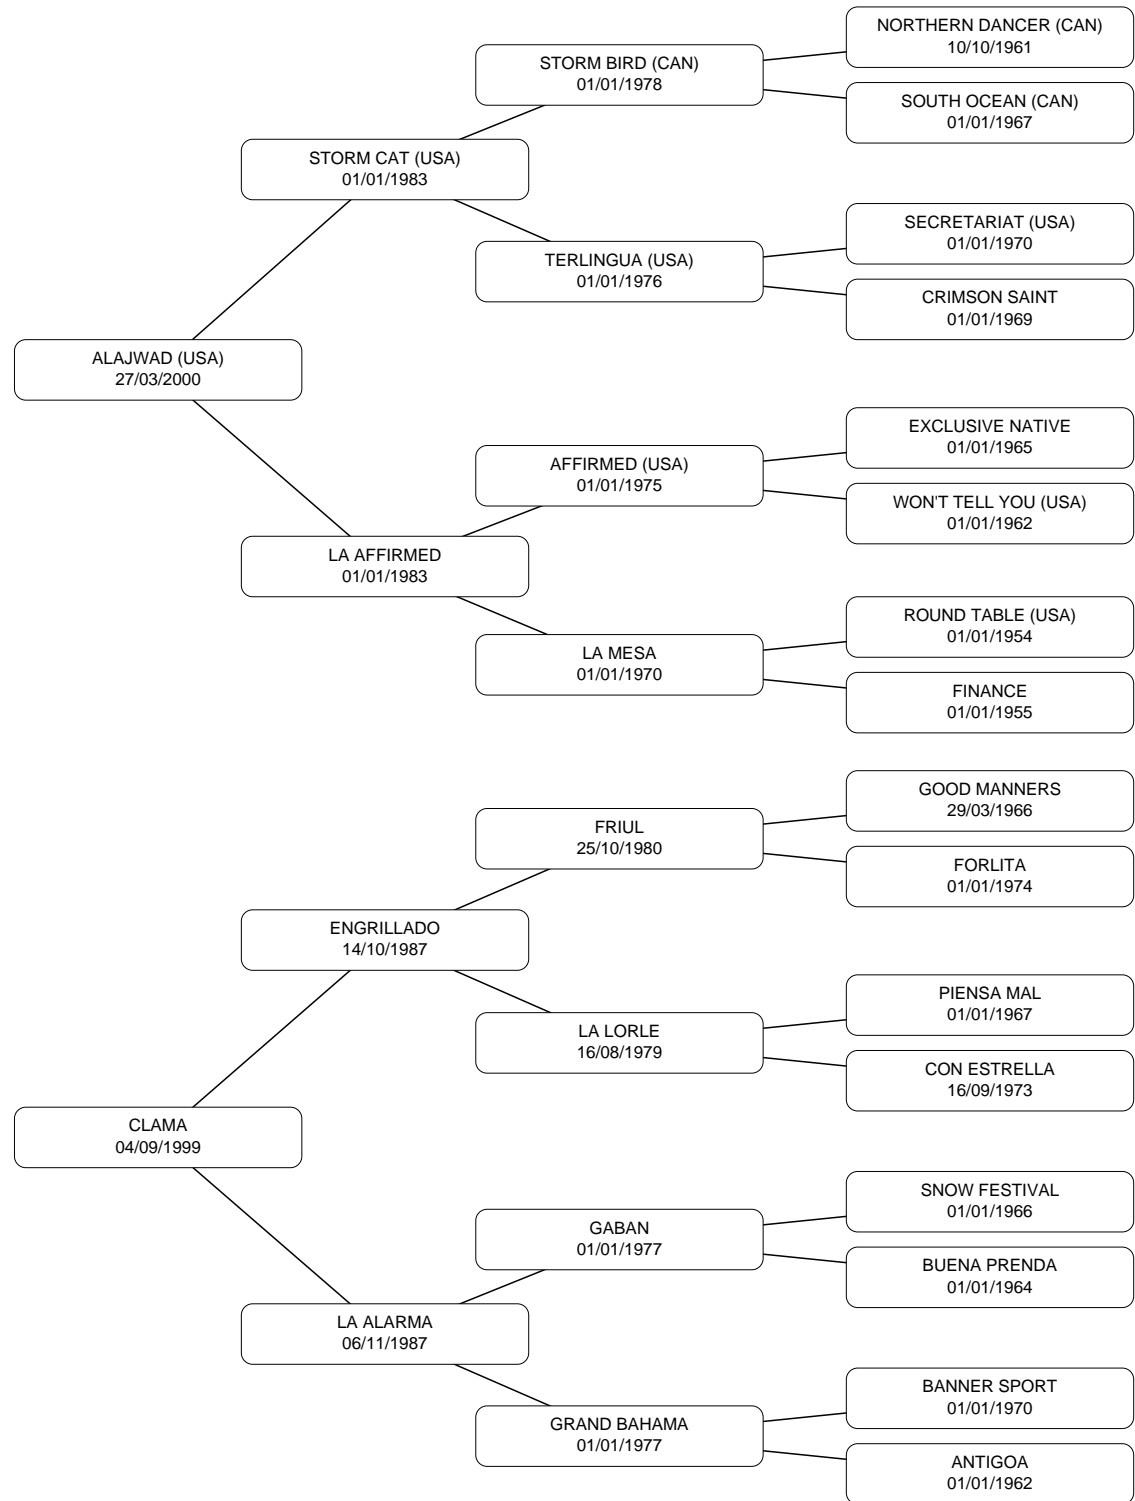 NORTHERN DANCER (CAN)
10/10/1961
STORM BIRD (CAN)
01/01/1978
SOUTH OCEAN (CAN)
01/01/1967
STORM CAT (USA)
01/01/1983
SECRETARIAT (USA)
01/01/1970
TERLINGUA (USA)
01/01/1976
CRIMSON SAINT
01/01/1969
ALAJWAD (USA)
27/03/2000
EXCLUSIVE NATIVE
01/01/1965
AFFIRMED (USA)
01/01/1975
WON'T TELL YOU (USA)
01/01/1962
LA AFFIRMED
01/01/1983
ROUND TABLE (USA)
01/01/1954
LA MESA
01/01/1970
FINANCE
01/01/1955
GOOD MANNERS
29/03/1966
FRIUL
25/10/1980
FORLITA
01/01/1974
ENGRILLADO
14/10/1987
PIENSA MAL
01/01/1967
LA LORLE
16/08/1979
CON ESTRELLA
16/09/1973
CLAMA
04/09/1999
SNOW FESTIVAL
01/01/1966
GABAN
01/01/1977
BUENA PRENDA
01/01/1964
LA ALARMA
06/11/1987
BANNER SPORT
01/01/1970
GRAND BAHAMA
01/01/1977
ANTIGOA
01/01/1962